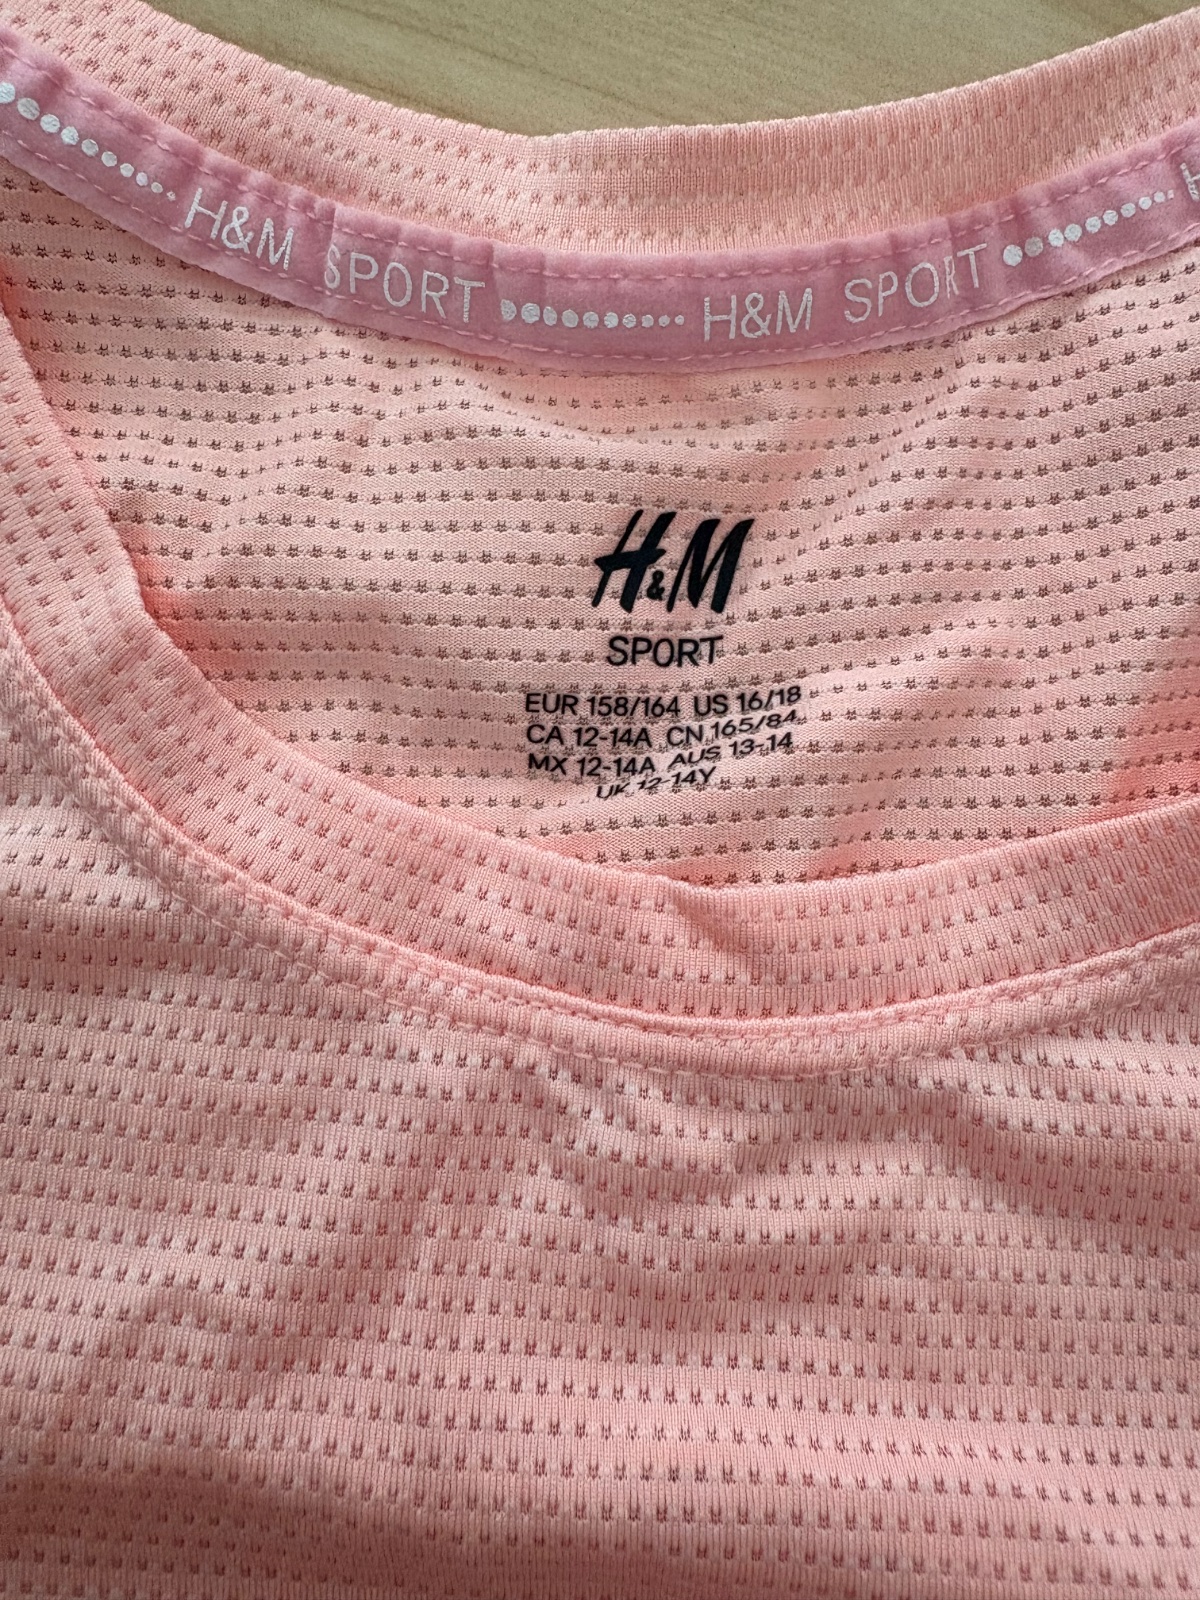 H&M SPORT H&M SPORT
H&M
SPORT
EUR 158/164 US 16/18
CA 12-14A CN 165/84
MX 12-14A AUS 13-14
UK 12-14Y